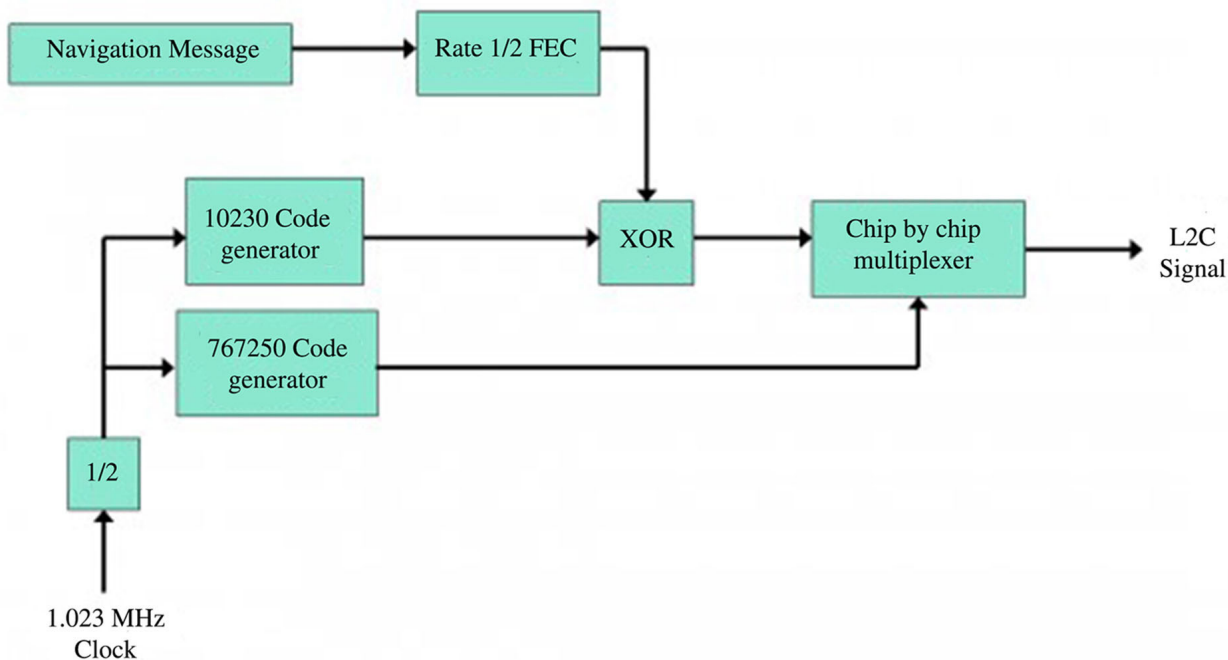 Navigation Message
Rate 1/2 FEC
10230 Code
generator
XOR
Chip by chip
multiplexer
L2C
Signal
767250 Code
generator
1/2
1.023 MHz
Clock